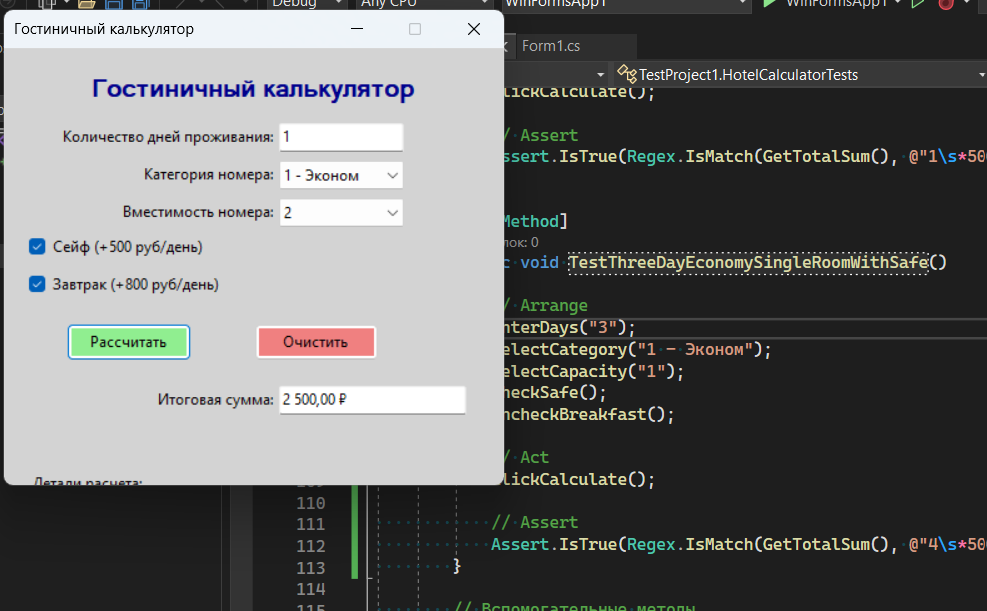 Debug
Any CPU
WinFormsApp1
WinFormsApp1
Гостиничный калькулятор
Form1.cs
TestProject1.HotelCalculatorTests
Гостиничный калькулятор
Количество дней проживания: 1
Категория номера: 1 - Эконом
Вместимость номера: 2
Сейф (+500 руб/день)
Завтрак (+800 руб/день)
Рассчитать
Очистить
Итоговая сумма: 2 500,00 ₽
Детали расчета:
lickCalculate();
/ Assert
ssert.IsTrue(Regex.IsMatch(GetTotalSum(), @"1\s*50
Method]
лок: 0
c void TestThreeDayEconomySingleRoomWithSafe()
/ Arrange
nterDays("3");
electCategory("1 - Эконом");
electCapacity("1");
heckSafe();
ncheckBreakfast();
/ Act
lickCalculate();
110
111 // Assert
112 Assert.IsTrue(Regex.IsMatch(GetTotalSum(), @"4\s*50
113 }
114
115 // Вспомогательные методы